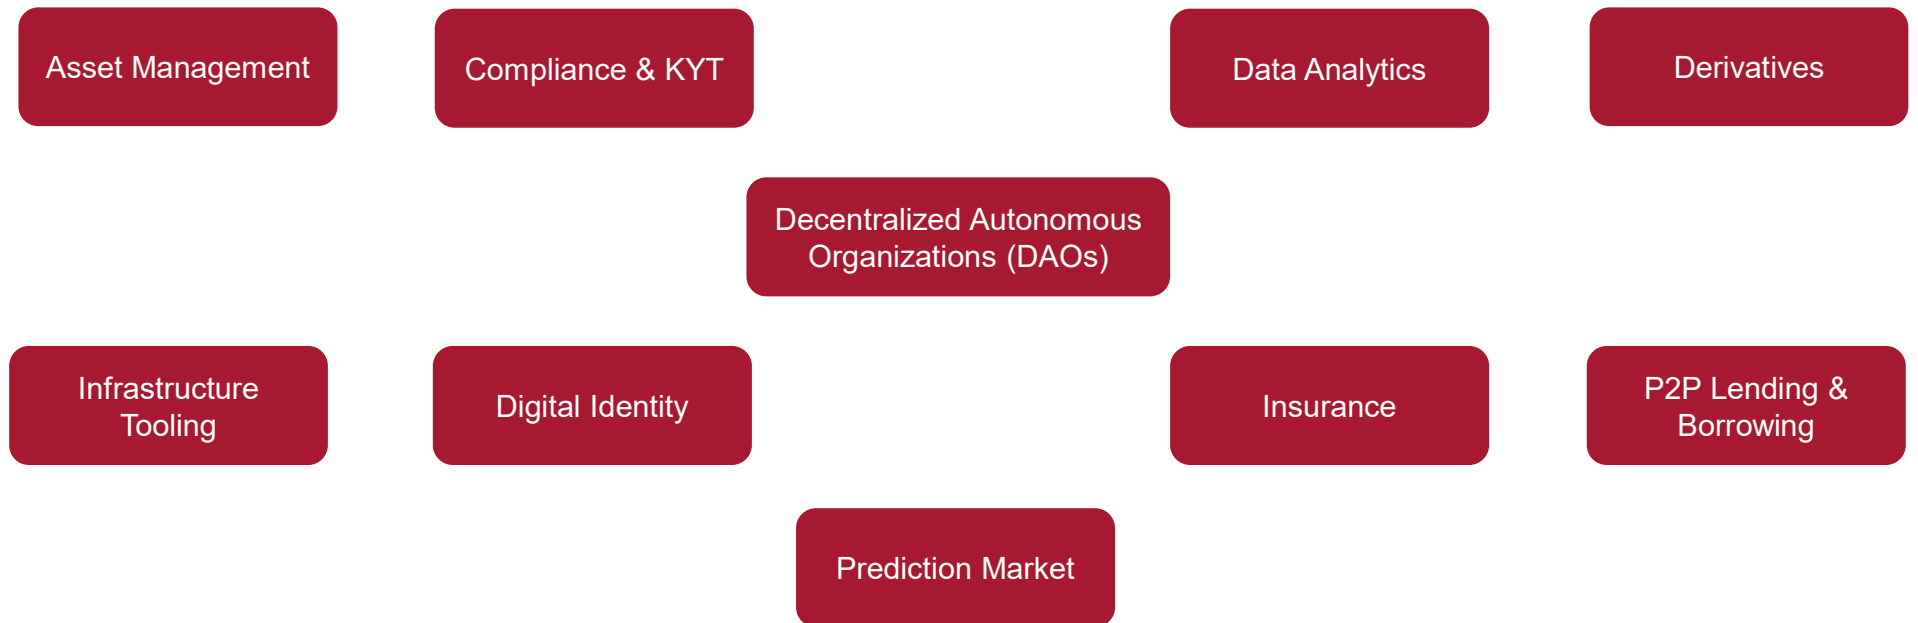 Asset Management
Compliance & KYT
Data Analytics
Derivatives
Decentralized Autonomous
Organizations (DAOs)
Infrastructure
Tooling
Digital Identity
Insurance
P2P Lending &
Borrowing
Prediction Market